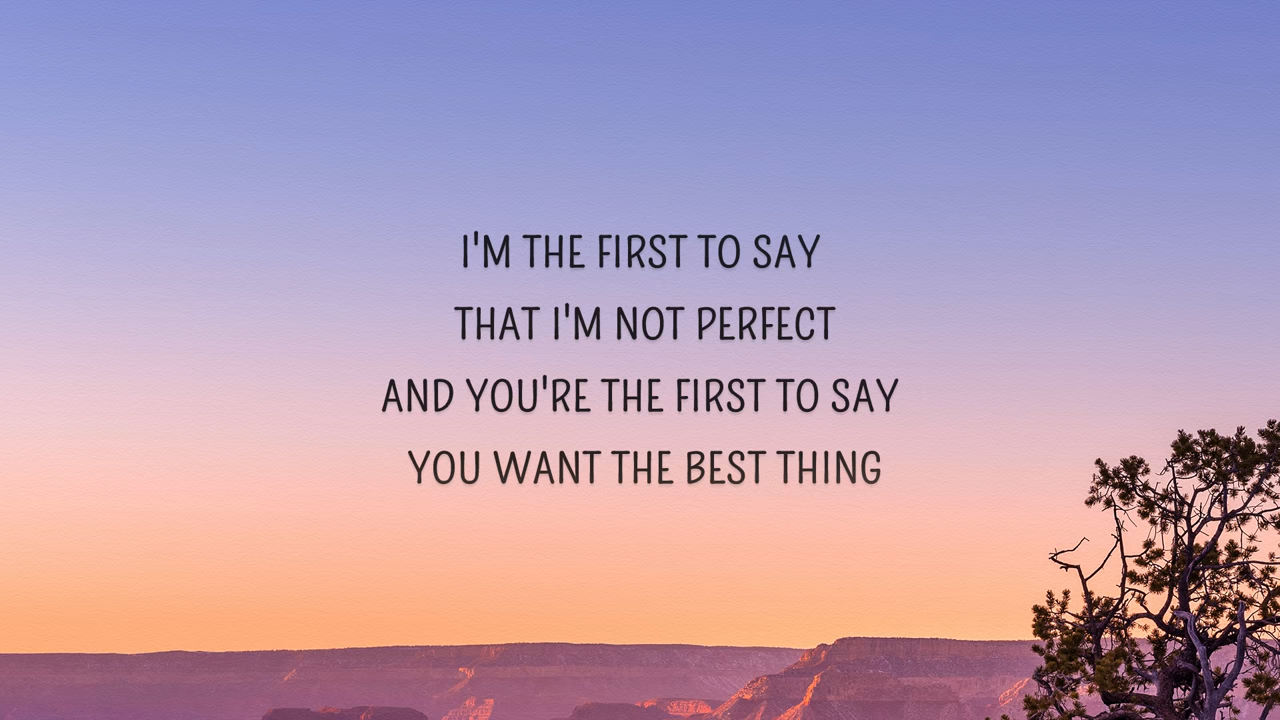 I'M THE FIRST TO SAY
THAT I'M NOT PERFECT
AND YOU'RE THE FIRST TO SAY
YOU WANT THE BEST THING